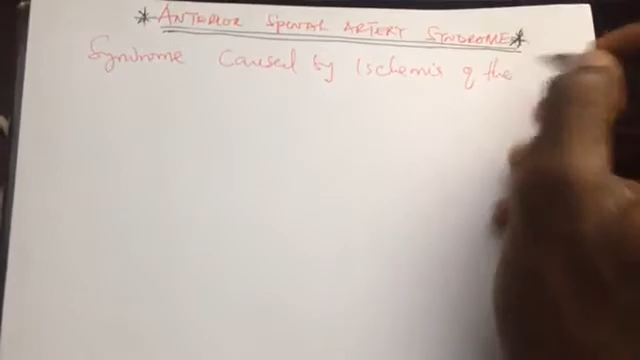 *ANTERIOR SPINAL ARTERY SYNDROME*
Syndrome caused by Ischemia of the